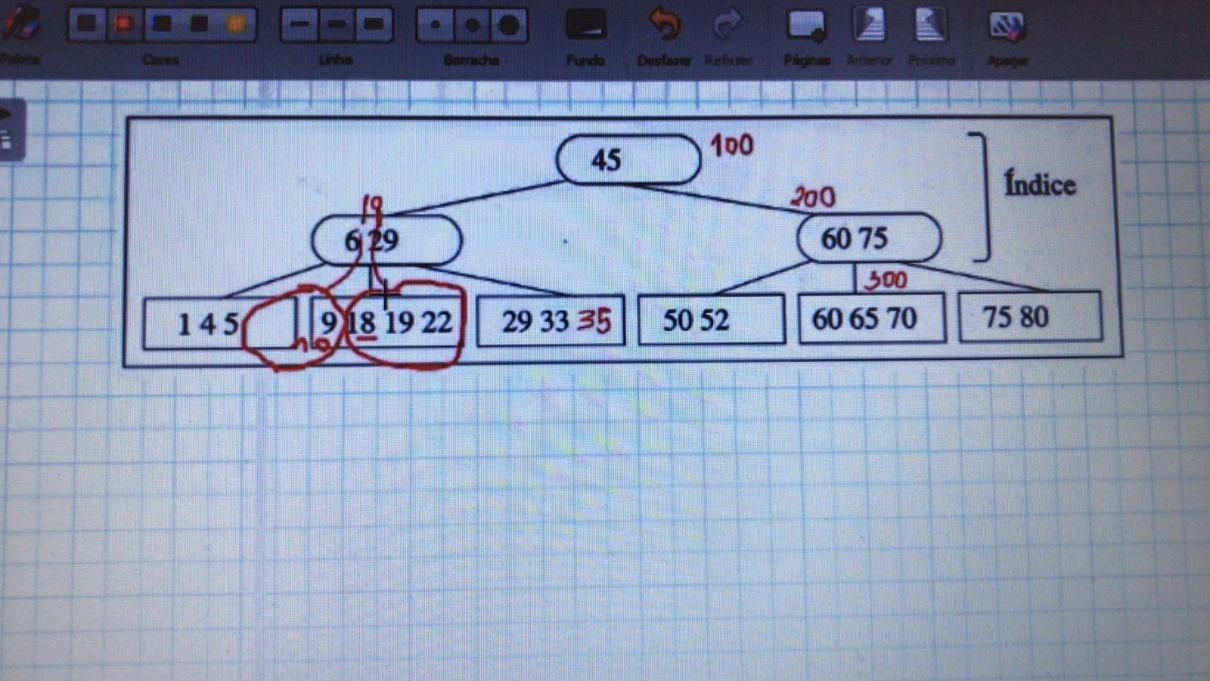 Paleta Cores Linha Borracha Fundo Desfazer Refazer Páginas Anterior Próximo Apagar
45 100
Índice
19 200
6 29 60 75
300
1 4 5 9 18 19 22 29 33 35 50 52 60 65 70 75 80